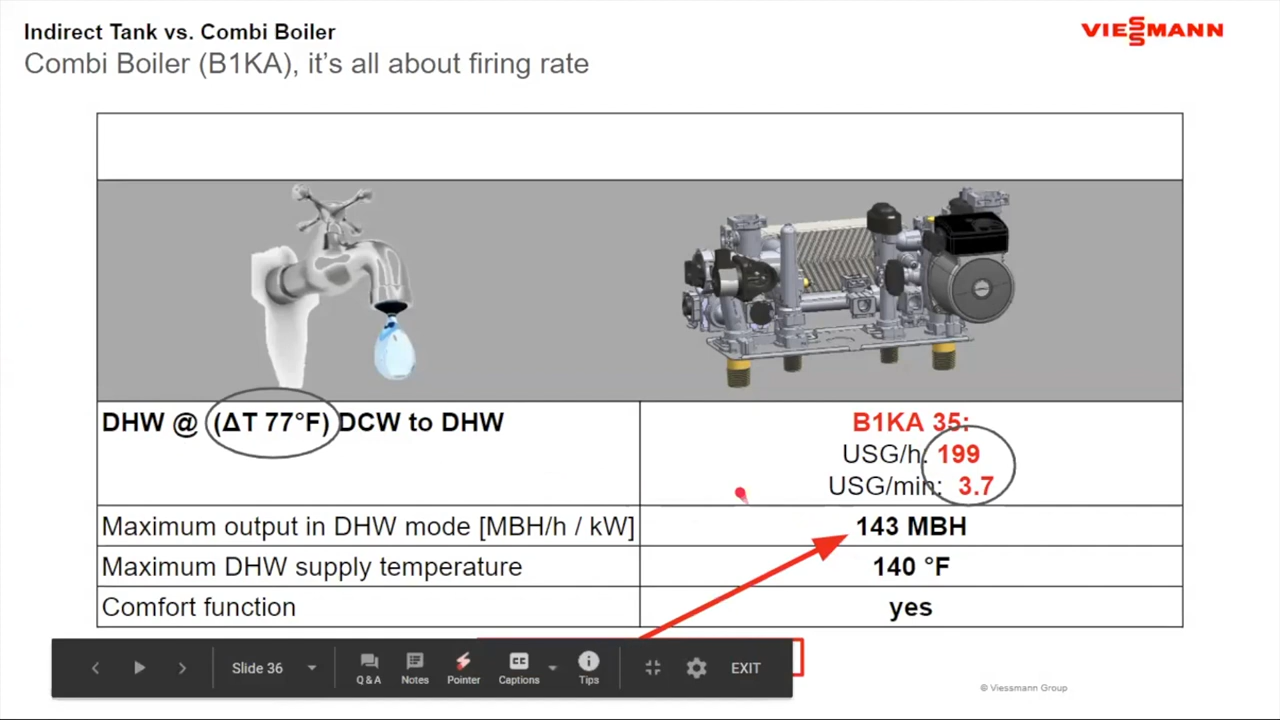 Indirect Tank vs. Combi Boiler
VIESSMANN
Combi Boiler (B1KA), it's all about firing rate
DHW @ (ΔT 77°F) DCW to DHW
B1KA 35:
USG/h: 199
USG/min: 3.7
Maximum output in DHW mode [MBH/h / kW]
143 MBH
Maximum DHW supply temperature
140 °F
Comfort function
yes
Slide 36
Q&A
Notes
Pointer
CC
Captions
Tips
EXIT
© Viessmann Group